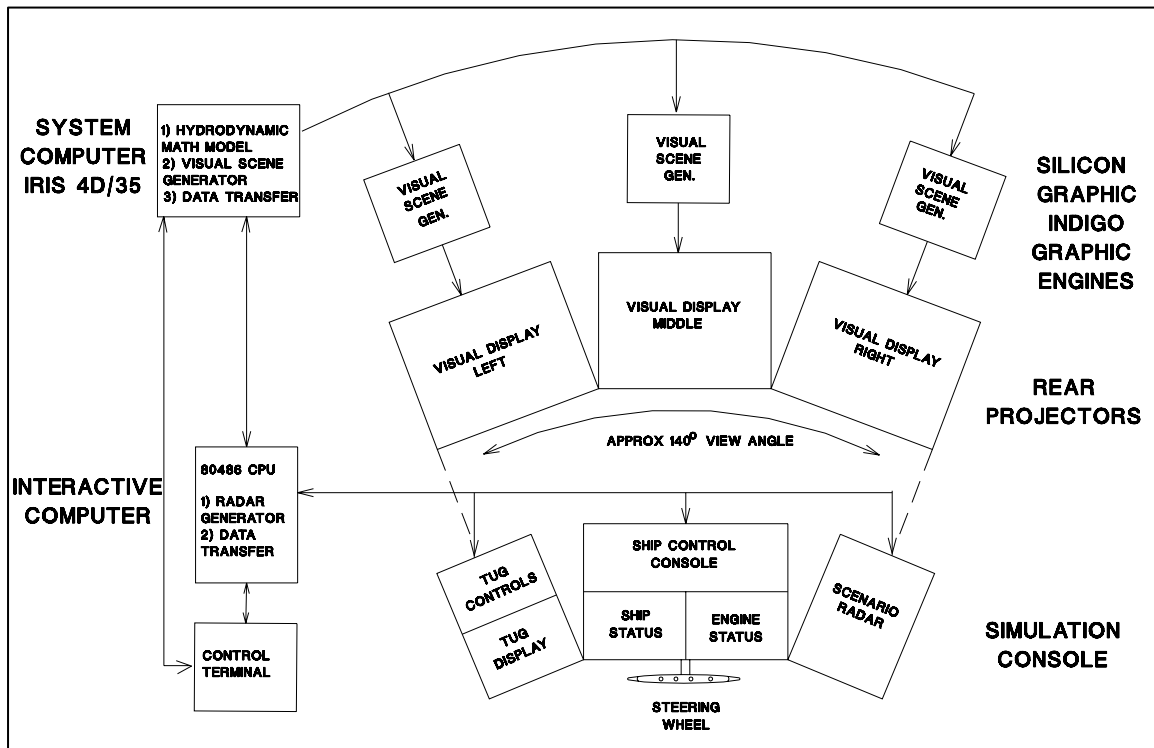 SYSTEM
COMPUTER
IRIS 4D/35
1) HYDRODYNAMIC
MATH MODEL
2) VISUAL SCENE
GENERATOR
3) DATA TRANSFER
VISUAL
SCENE
GEN.
VISUAL
SCENE
GEN.
VISUAL
SCENE
GEN.
SILICON
GRAPHIC
INDIGO
GRAPHIC
ENGINES
VISUAL DISPLAY
LEFT
VISUAL DISPLAY
MIDDLE
VISUAL DISPLAY
RIGHT
REAR
PROJECTORS
APPROX 140° VIEW ANGLE
INTERACTIVE
COMPUTER
80486 CPU
1) RADAR
GENERATOR
2) DATA
TRANSFER
CONTROL
TERMINAL
TUG
CONTROLS
TUG
DISPLAY
SHIP CONTROL
CONSOLE
SHIP
STATUS
ENGINE
STATUS
SCENARIO
RADAR
SIMULATION
CONSOLE
STEERING
WHEEL